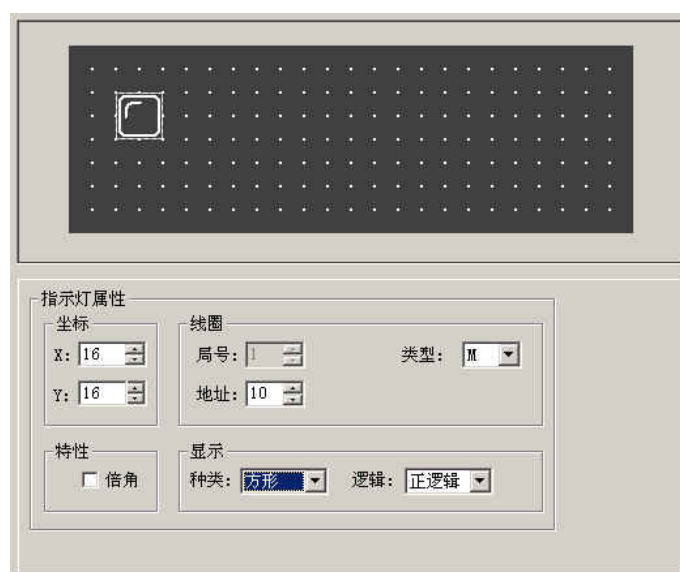 指示灯属性
坐标 线圈
X: 16 局号: 1 类型: M
Y: 16 地址: 10
特性 显示
倍角 种类: 方形 逻辑: 正逻辑